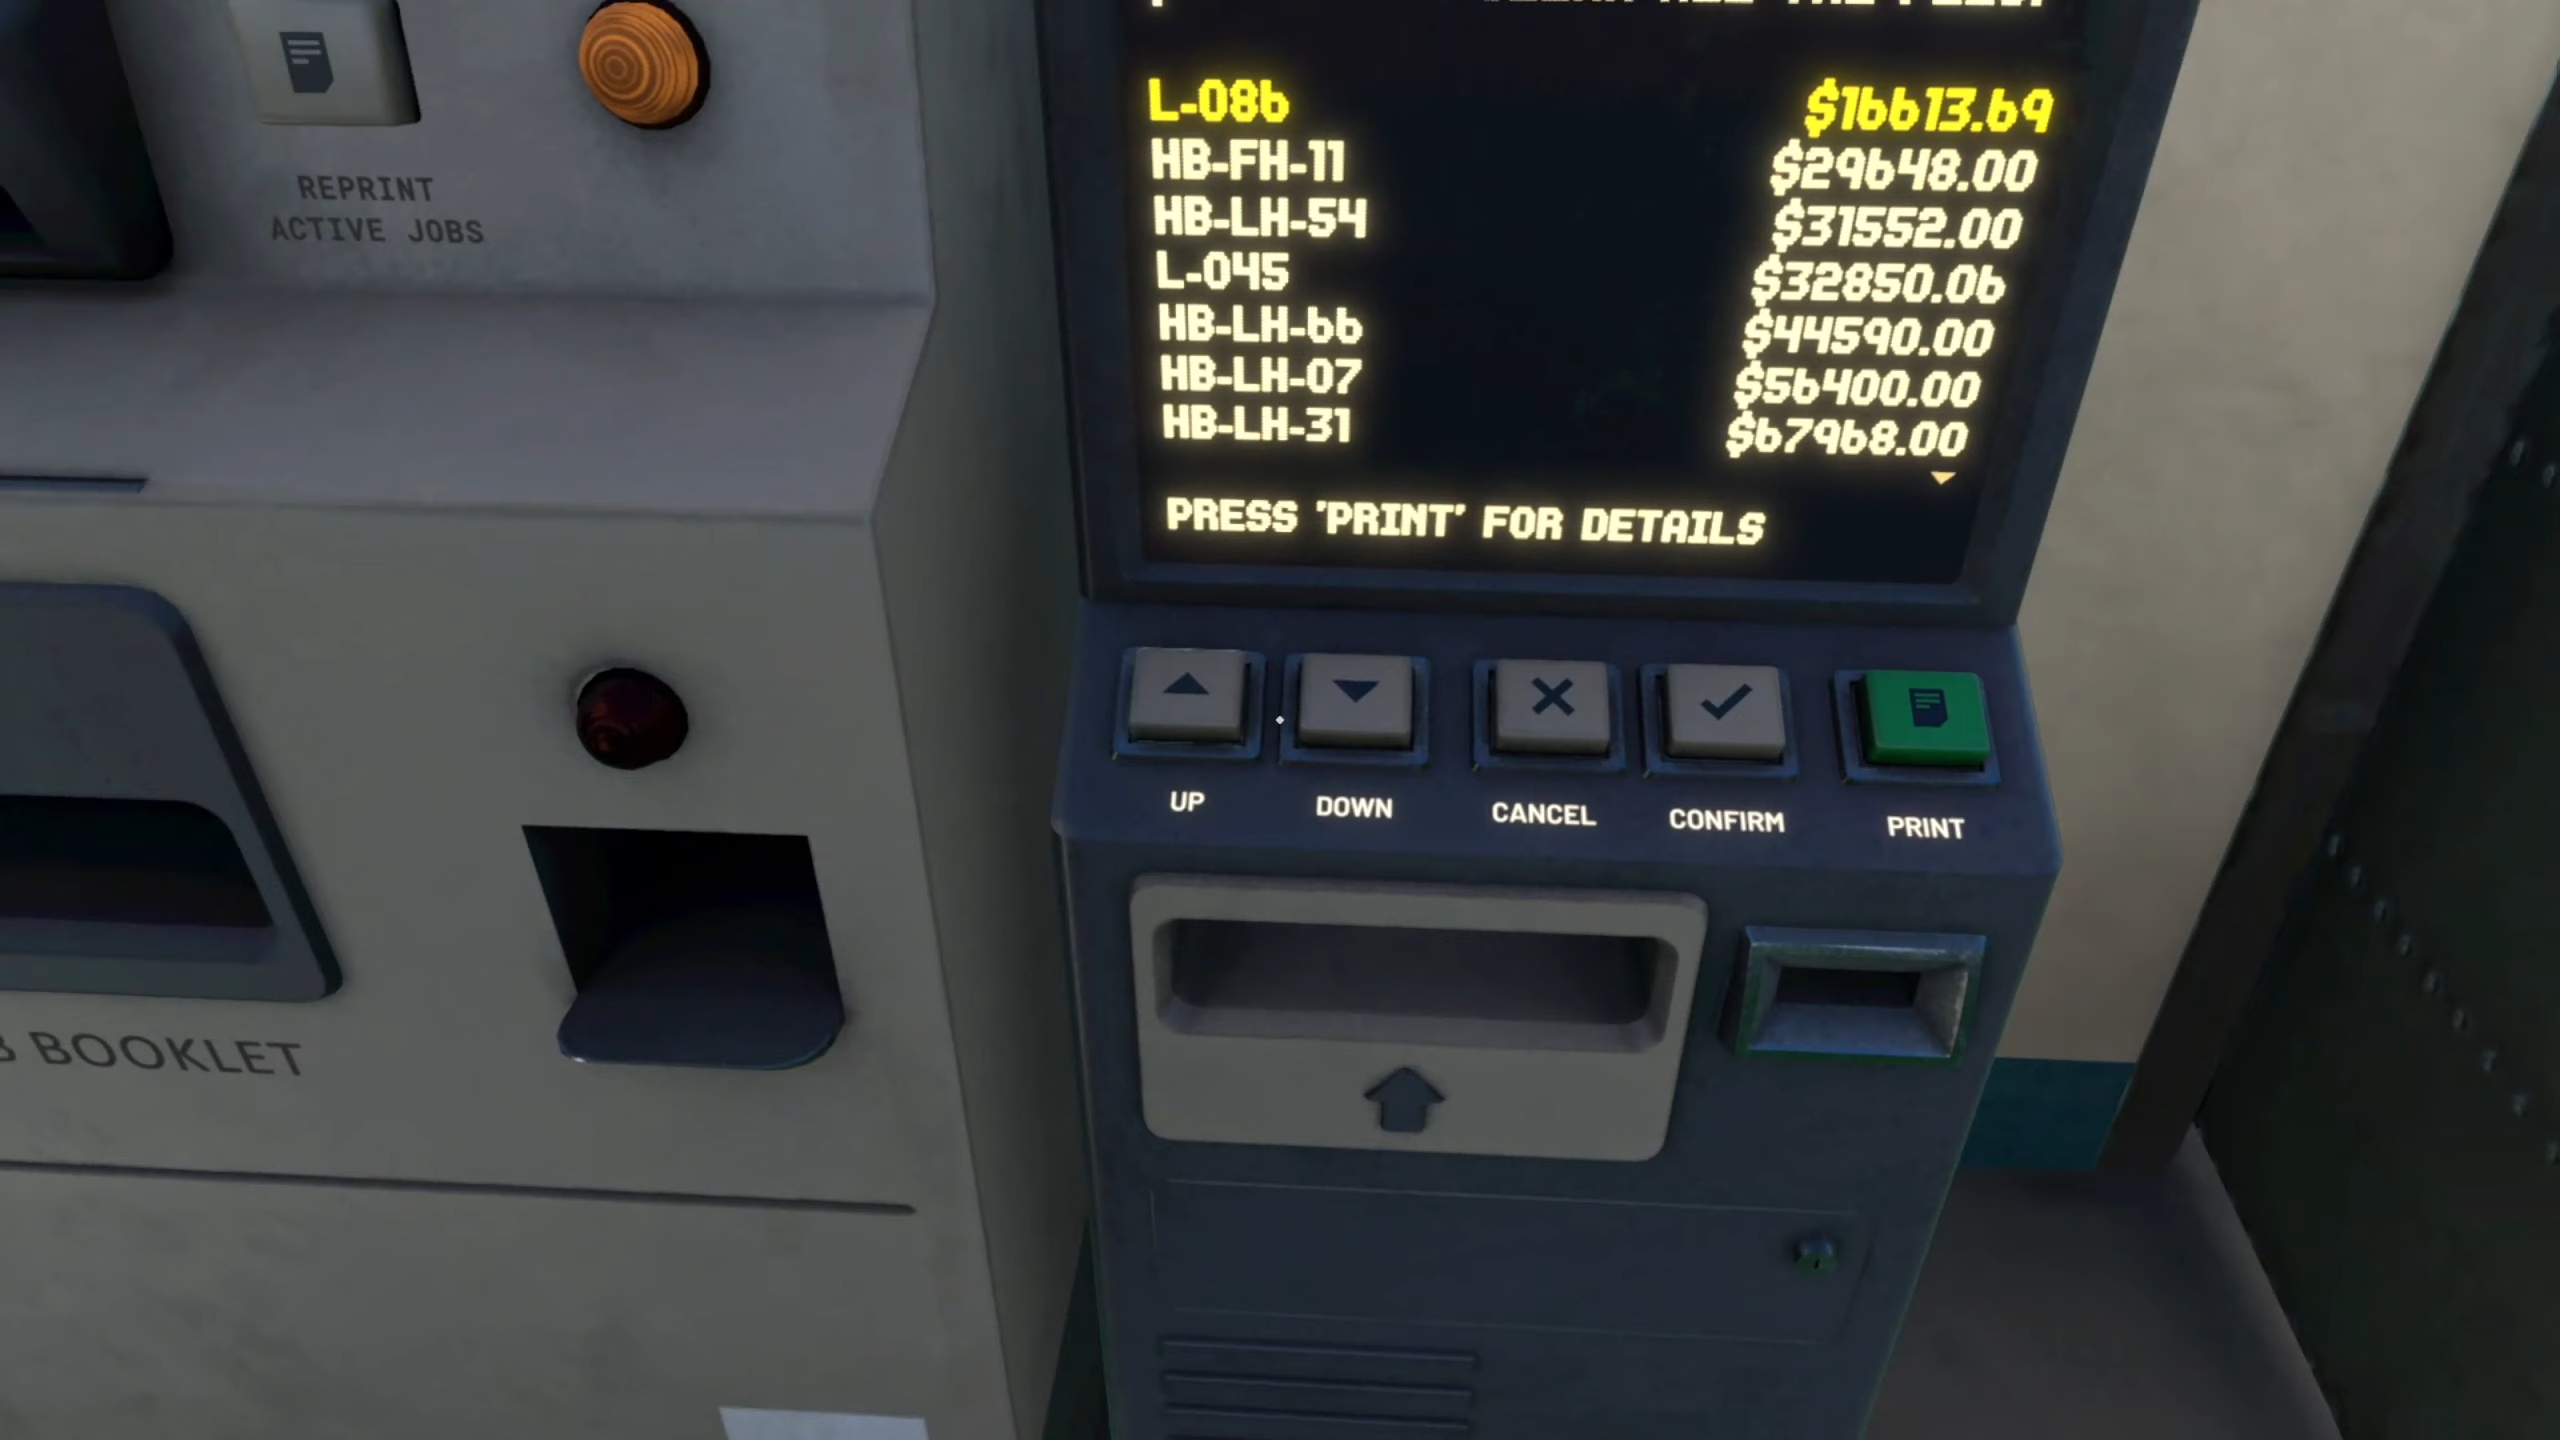 REPRINT
ACTIVE JOBS
L-086 $16613.69
HB-FH-11 $29648.00
HB-LH-54 $31552.00
L-045 $32850.06
HB-LH-66 $44590.00
HB-LH-07 $56400.00
HB-LH-31 $67968.00
PRESS 'PRINT' FOR DETAILS
UP DOWN CANCEL CONFIRM PRINT
BOOKLET